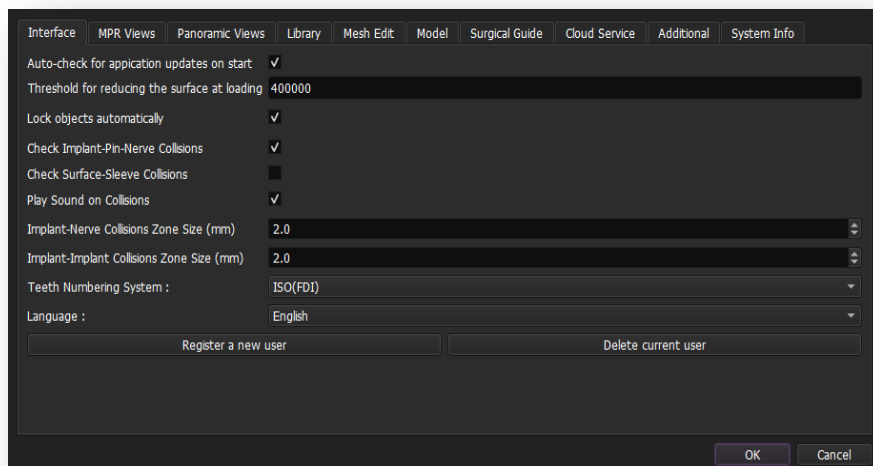 Interface MPR Views Panoramic Views Library Mesh Edit Model Surgical Guide Cloud Service Additional System Info
Auto-check for appication updates on start
Threshold for reducing the surface at loading 400000
Lock objects automatically
Check Implant-Pin-Nerve Collisions
Check Surface-Sleeve Collisions
Play Sound on Collisions
Implant-Nerve Collisions Zone Size (mm) 2.0
Implant-Implant Collisions Zone Size (mm) 2.0
Teeth Numbering System : ISO(FDI)
Language : English
Register a new user Delete current user
OK Cancel